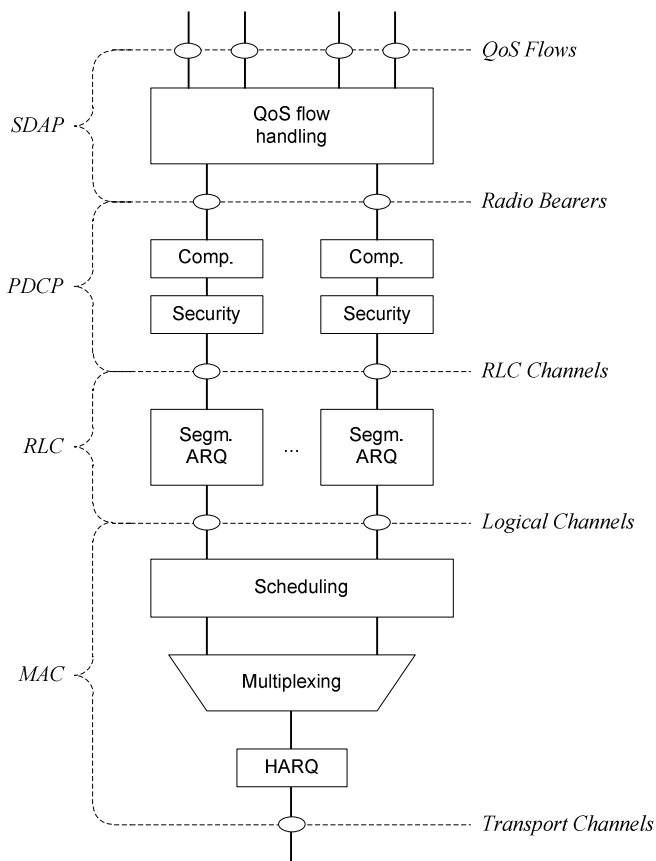 QoS Flows
QoS flow
handling
SDAP
Radio Bearers
Comp.
Comp.
PDCP
Security
Security
RLC Channels
Segm.
ARQ
...
Segm.
ARQ
RLC
Logical Channels
Scheduling
MAC
Multiplexing
HARQ
Transport Channels